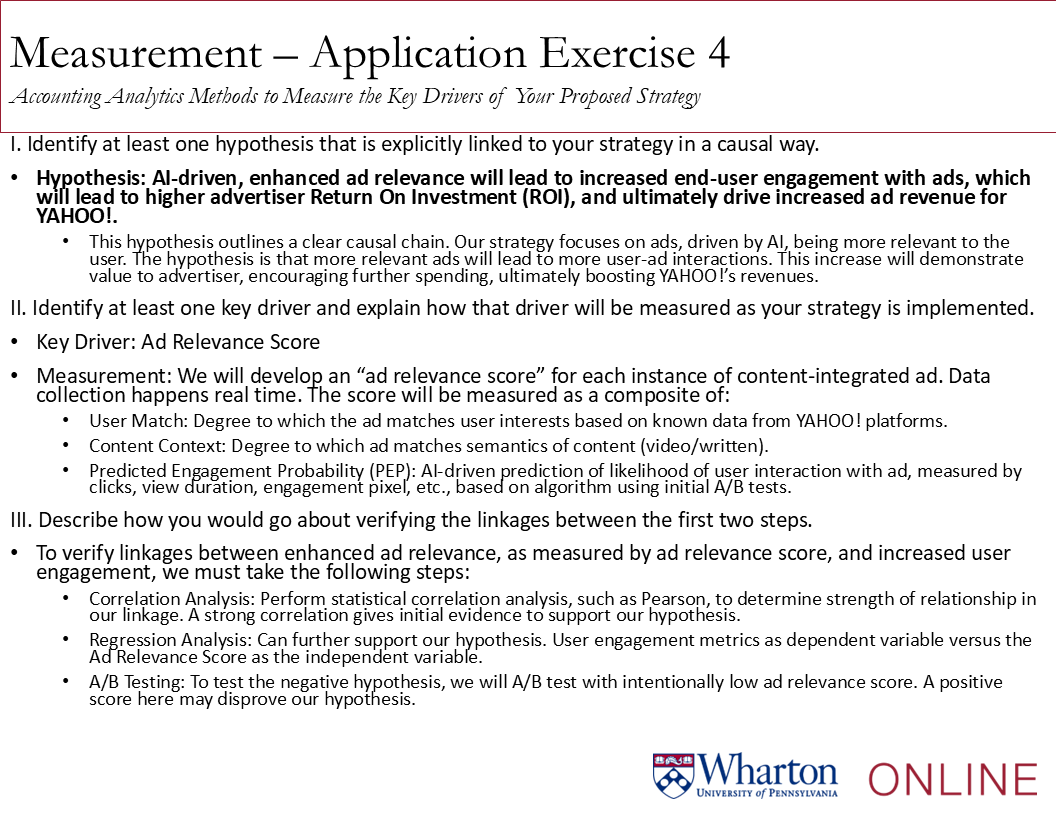 Measurement – Application Exercise 4
Accounting Analytics Methods to Measure the Key Drivers of Your Proposed Strategy
I. Identify at least one hypothesis that is explicitly linked to your strategy in a causal way.
• Hypothesis: AI-driven, enhanced ad relevance will lead to increased end-user engagement with ads, which
will lead to higher advertiser Return On Investment (ROI), and ultimately drive increased ad revenue for
YAHOO!.
• This hypothesis outlines a clear causal chain. Our strategy focuses on ads, driven by AI, being more relevant to the
user. The hypothesis is that more relevant ads will lead to more user-ad interactions. This increase will demonstrate
value to advertiser, encouraging further spending, ultimately boosting YAHOO!’s revenues.
II. Identify at least one key driver and explain how that driver will be measured as your strategy is implemented.
• Key Driver: Ad Relevance Score
• Measurement: We will develop an “ad relevance score” for each instance of content-integrated ad. Data
collection happens real time. The score will be measured as a composite of:
• User Match: Degree to which the ad matches user interests based on known data from YAHOO! platforms.
• Content Context: Degree to which ad matches semantics of content (video/written).
• Predicted Engagement Probability (PEP): AI-driven prediction of likelihood of user interaction with ad, measured by
clicks, view duration, engagement pixel, etc., based on algorithm using initial A/B tests.
III. Describe how you would go about verifying the linkages between the first two steps.
• To verify linkages between enhanced ad relevance, as measured by ad relevance score, and increased user
engagement, we must take the following steps:
• Correlation Analysis: Perform statistical correlation analysis, such as Pearson, to determine strength of relationship in
our linkage. A strong correlation gives initial evidence to support our hypothesis.
• Regression Analysis: Can further support our hypothesis. User engagement metrics as dependent variable versus the
Ad Relevance Score as the independent variable.
• A/B Testing: To test the negative hypothesis, we will A/B test with intentionally low ad relevance score. A positive
score here may disprove our hypothesis.
Wharton ONLINE
UNIVERSITY of PENNSYLVANIA